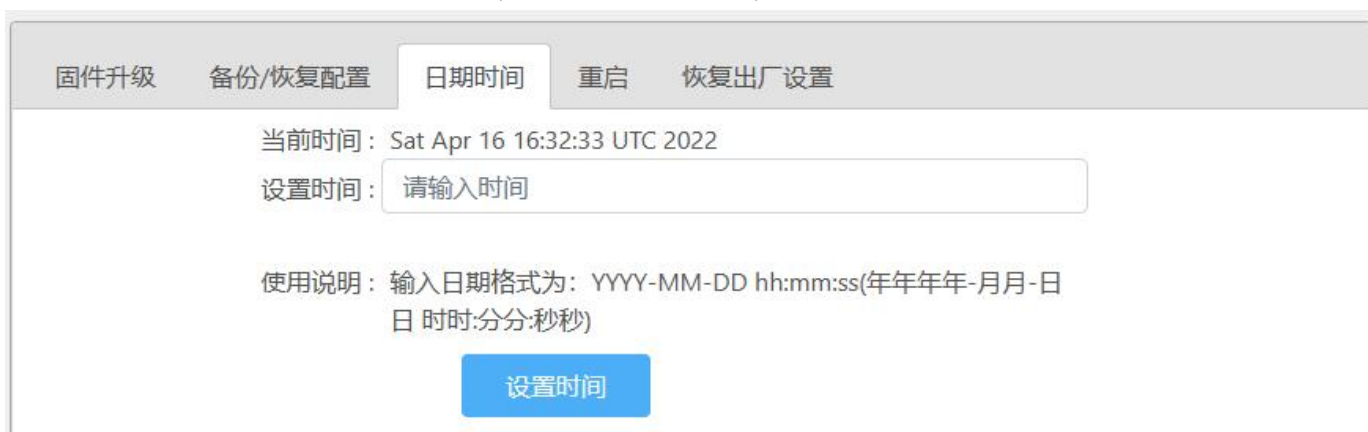 固件升级 备份/恢复配置 日期时间 重启 恢复出厂设置
当前时间： Sat Apr 16 16:32:33 UTC 2022
设置时间： 请输入时间
使用说明： 输入日期格式为：YYYY-MM-DD hh:mm:ss(年年年年-月月-日
日 时时:分分:秒秒)
设置时间